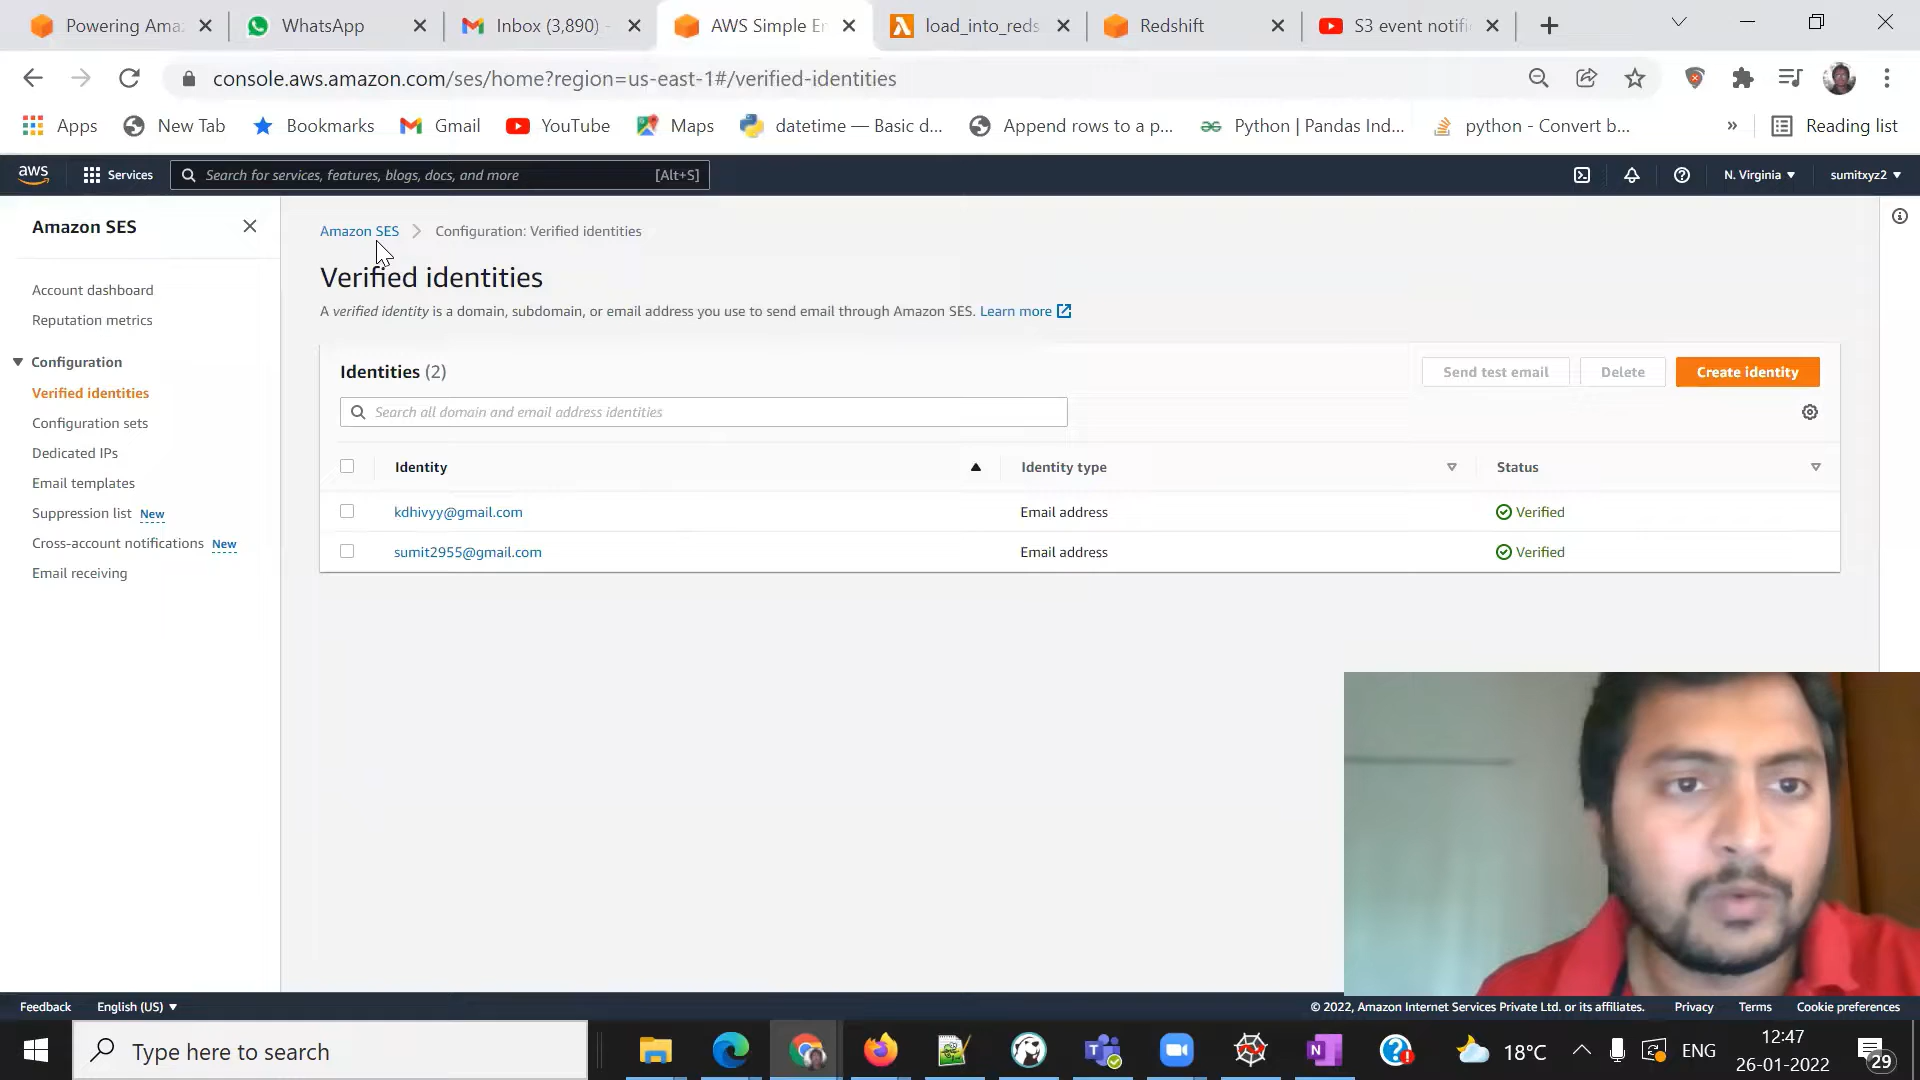 Powering Ama
WhatsApp
Inbox (3,890) -
AWS Simple Em
load_into_reds
Redshift
S3 event notifi
console.aws.amazon.com/ses/home?region=us-east-1#/verified-identities
Apps
New Tab
Bookmarks
Gmail
YouTube
Maps
datetime — Basic d...
Append rows to a p...
Python | Pandas Ind...
python - Convert b...
»
Reading list
aws
Services
Search for services, features, blogs, docs, and more
[Alt+S]
N. Virginia
sumitxyz2
Amazon SES
Account dashboard
Reputation metrics
Configuration
Verified identities
Configuration sets
Dedicated IPs
Email templates
Suppression list New
Cross-account notifications New
Email receiving
Amazon SES
Configuration: Verified identities
Verified identities
A verified identity is a domain, subdomain, or email address you use to send email through Amazon SES. Learn more
Identities (2)
Send test email
Delete
Create identity
Search all domain and email address identities
Identity
Identity type
Status
kdhivyy@gmail.com
Email address
Verified
sumit2955@gmail.com
Email address
Verified
Feedback
English (US)
© 2022, Amazon Internet Services Private Ltd. or its affiliates.
Privacy
Terms
Cookie preferences
Type here to search
18°C
ENG
12:47
26-01-2022
29